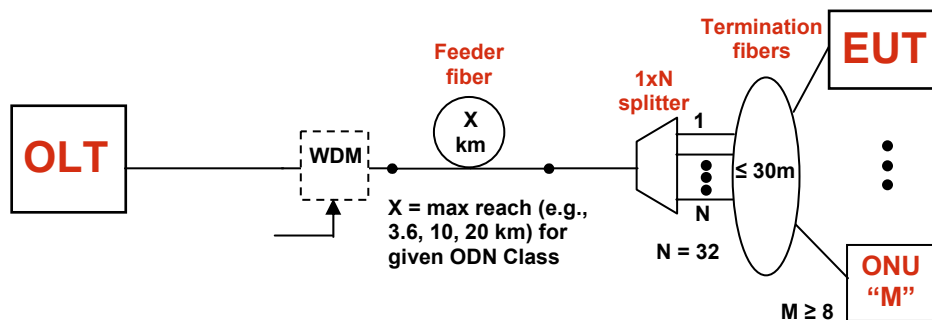 OLT
WDM
Feeder
fiber
X
km
X = max reach (e.g.,
3.6, 10, 20 km) for
given ODN Class
1xN
splitter
1
N
N = 32
Termination
fibers
≤ 30m
EUT
ONU
“M”
M ≥ 8